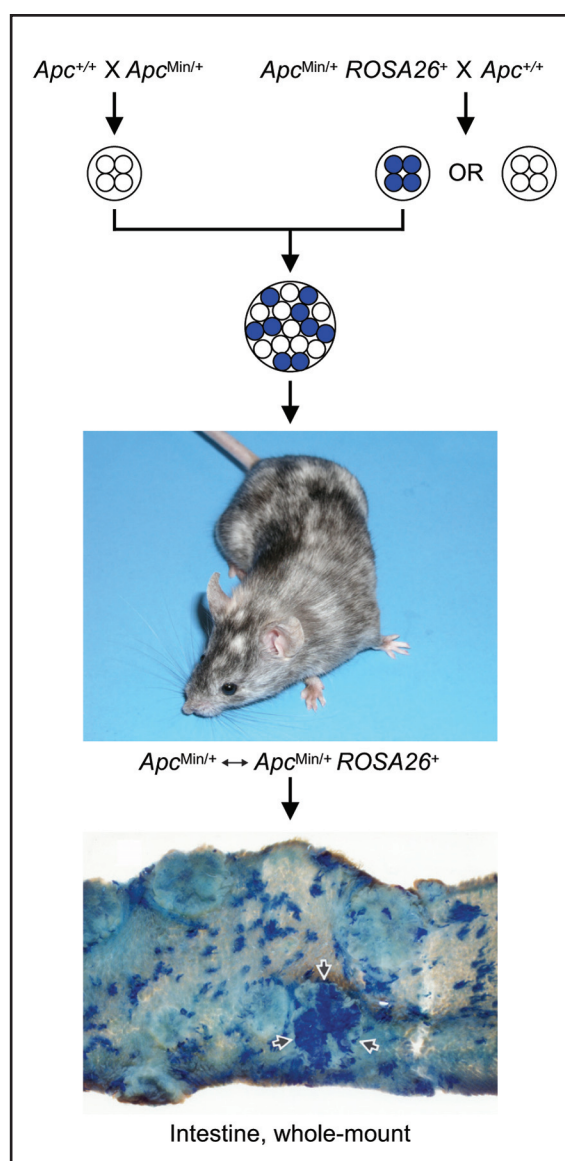 Apc+/+ X ApcMin/+
ApcMin/+ ROSA26+ X Apc+/+
OR
ApcMin/+ ↔ ApcMin/+ ROSA26+
Intestine, whole-mount